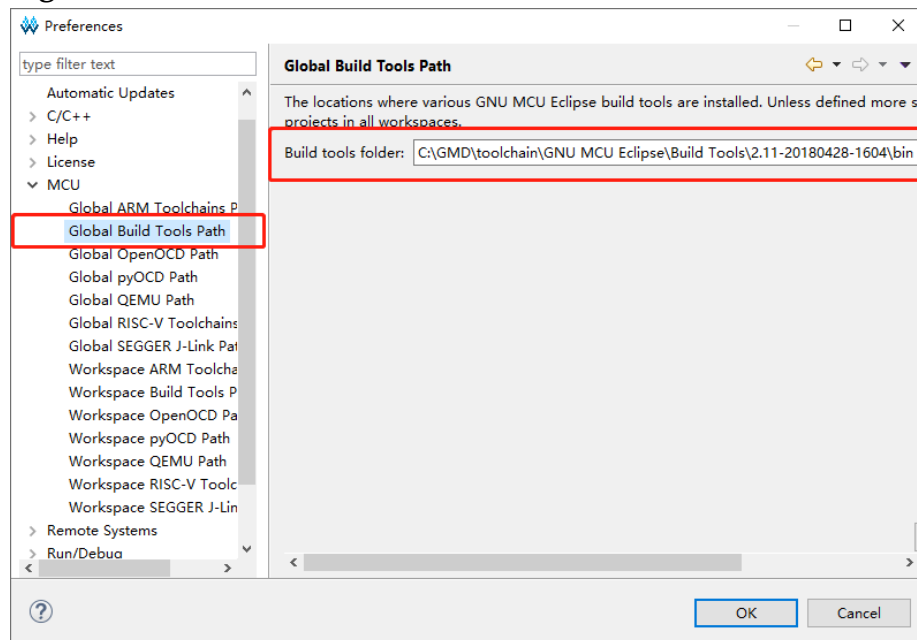 Preferences
type filter text
Automatic Updates
C/C++
Help
License
MCU
Global ARM Toolchains P
Global Build Tools Path
Global OpenOCD Path
Global pyOCD Path
Global QEMU Path
Global RISC-V Toolchains
Global SEGGER J-Link Pat
Workspace ARM Toolcha
Workspace Build Tools P
Workspace OpenOCD Pa
Workspace pyOCD Path
Workspace QEMU Path
Workspace RISC-V Toolc
Workspace SEGGER J-Lin
Remote Systems
Run/Debug
Global Build Tools Path
The locations where various GNU MCU Eclipse build tools are installed. Unless defined more s
projects in all workspaces.
Build tools folder: C:\GMD\toolchain\GNU MCU Eclipse\Build Tools\2.11-20180428-1604\bin
OK Cancel